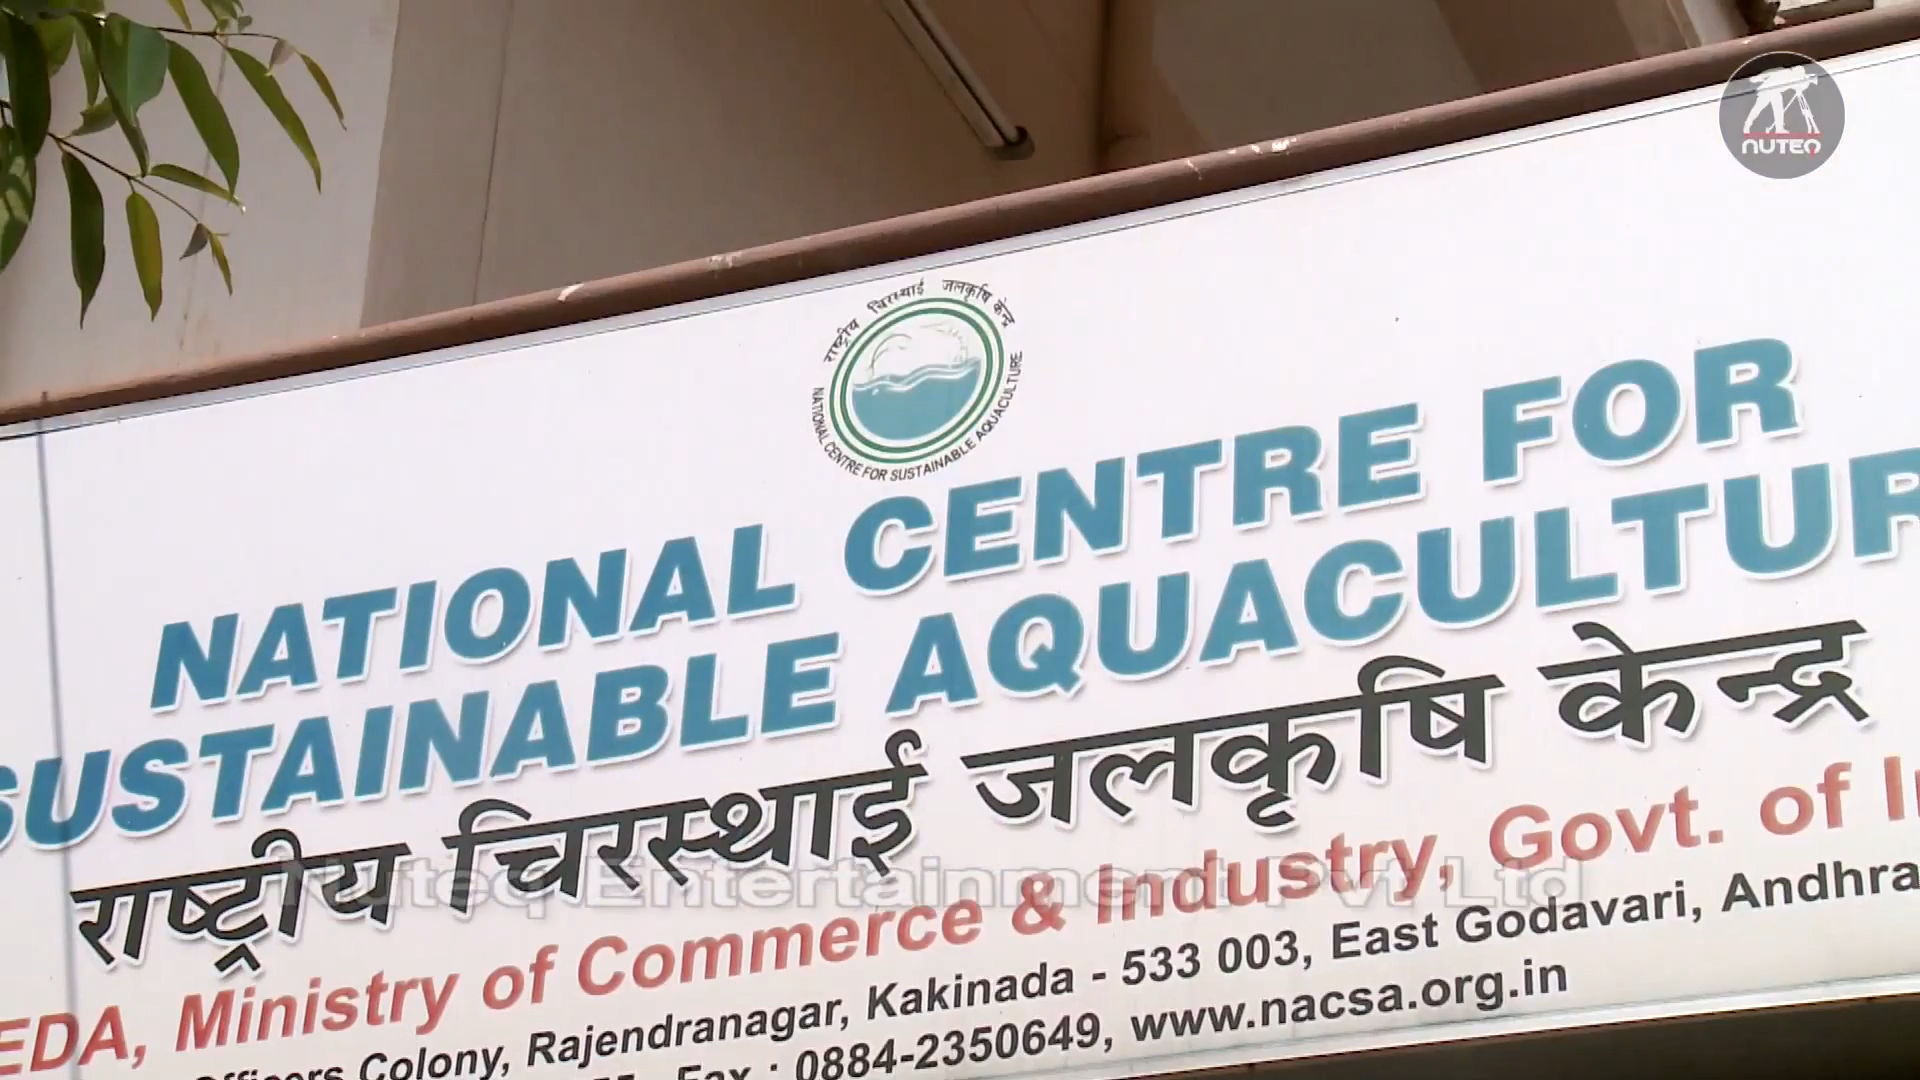 NUTEQ
राष्ट्रीय चिरस्थाई जलकृषि केन्द्र
NATIONAL CENTRE FOR SUSTAINABLE AQUACULTURE
NATIONAL CENTRE FOR
SUSTAINABLE AQUACULTUR
राष्ट्रीय चिरस्थाई जलकृषि केन्द्र
Nuteq Entertainment Pvt Ltd
EDA, Ministry of Commerce & Industry, Govt. of I
Officers Colony, Rajendranagar, Kakinada - 533 003, East Godavari, Andhra
Fax : 0884-2350649, www.nacsa.org.in